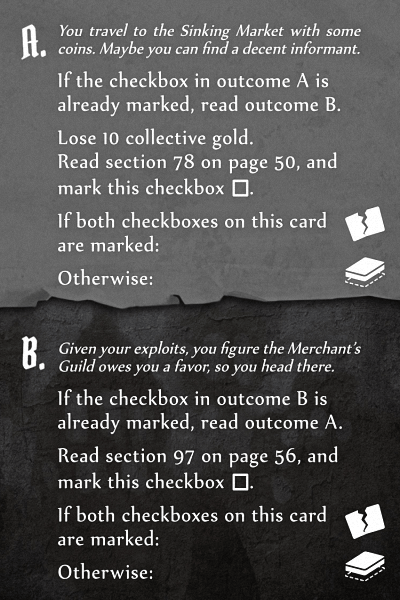 A.
You travel to the Sinking Market with some
coins. Maybe you can find a decent informant.
If the checkbox in outcome A is
already marked, read outcome B.
Lose 10 collective gold.
Read section 78 on page 50, and
mark this checkbox .
If both checkboxes on this card
are marked:
Otherwise:
B.
Given your exploits, you figure the Merchant's
Guild owes you a favor, so you head there.
If the checkbox in outcome B is
already marked, read outcome A.
Read section 97 on page 56, and
mark this checkbox .
If both checkboxes on this card
are marked:
Otherwise: